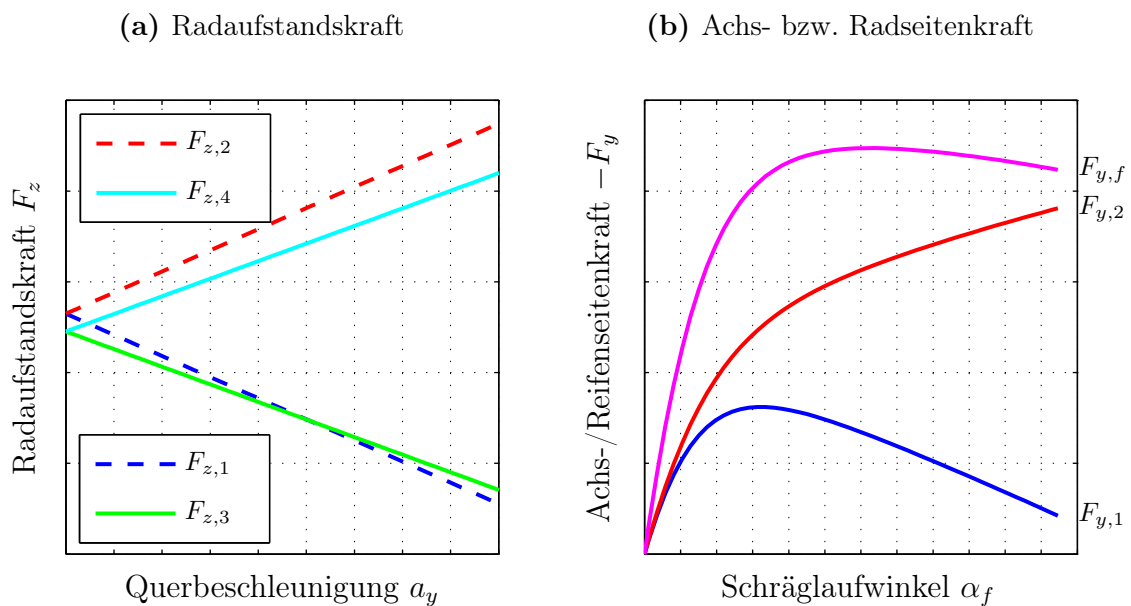 (a) Radaufstandskraft
Radaufstandskraft F_z
F_{z,2}
F_{z,4}
F_{z,1}
F_{z,3}
Querbeschleunigung a_y
(b) Achs- bzw. Radseitenkraft
Achs-/Reifenseitenkraft −F_y
F_{y,f}
F_{y,2}
F_{y,1}
Schräglaufwinkel α_f